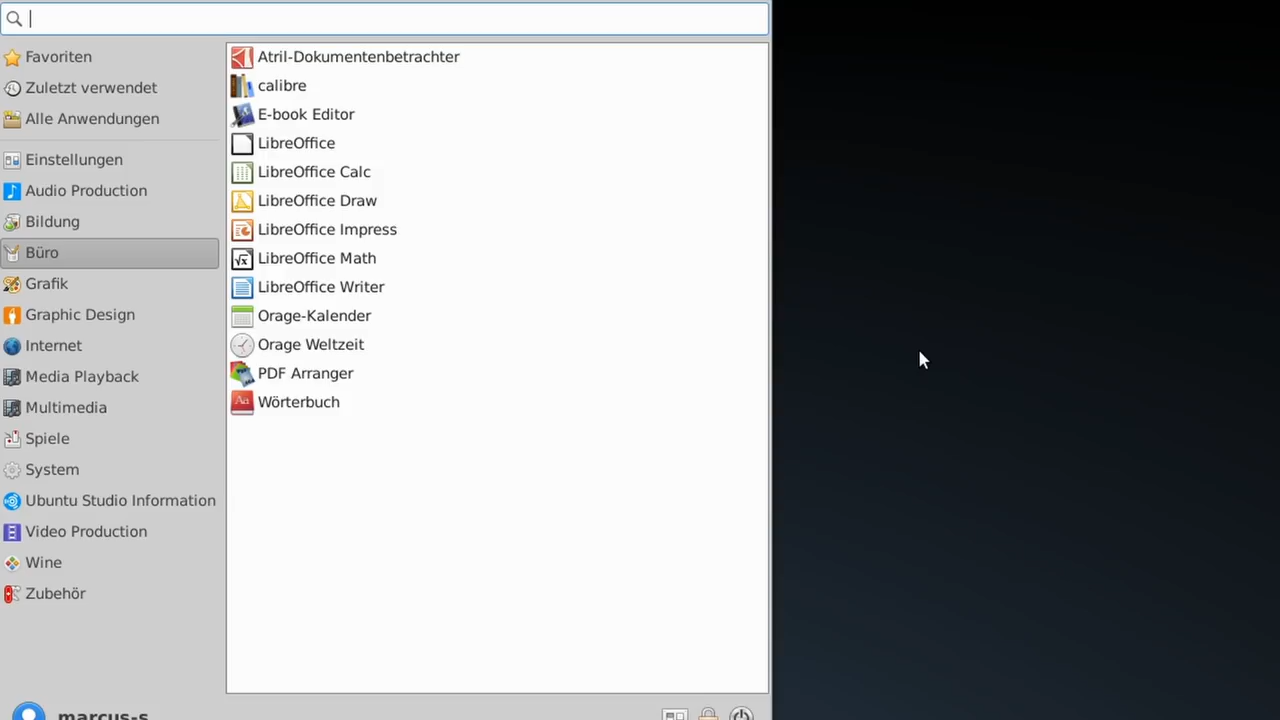 Favoriten
Zuletzt verwendet
Alle Anwendungen
Einstellungen
Audio Production
Bildung
Büro
Grafik
Graphic Design
Internet
Media Playback
Multimedia
Spiele
System
Ubuntu Studio Information
Video Production
Wine
Zubehör
Atril-Dokumentenbetrachter
calibre
E-book Editor
LibreOffice
LibreOffice Calc
LibreOffice Draw
LibreOffice Impress
LibreOffice Math
LibreOffice Writer
Orage-Kalender
Orage Weltzeit
PDF Arranger
Aa Wörterbuch
marcus-s